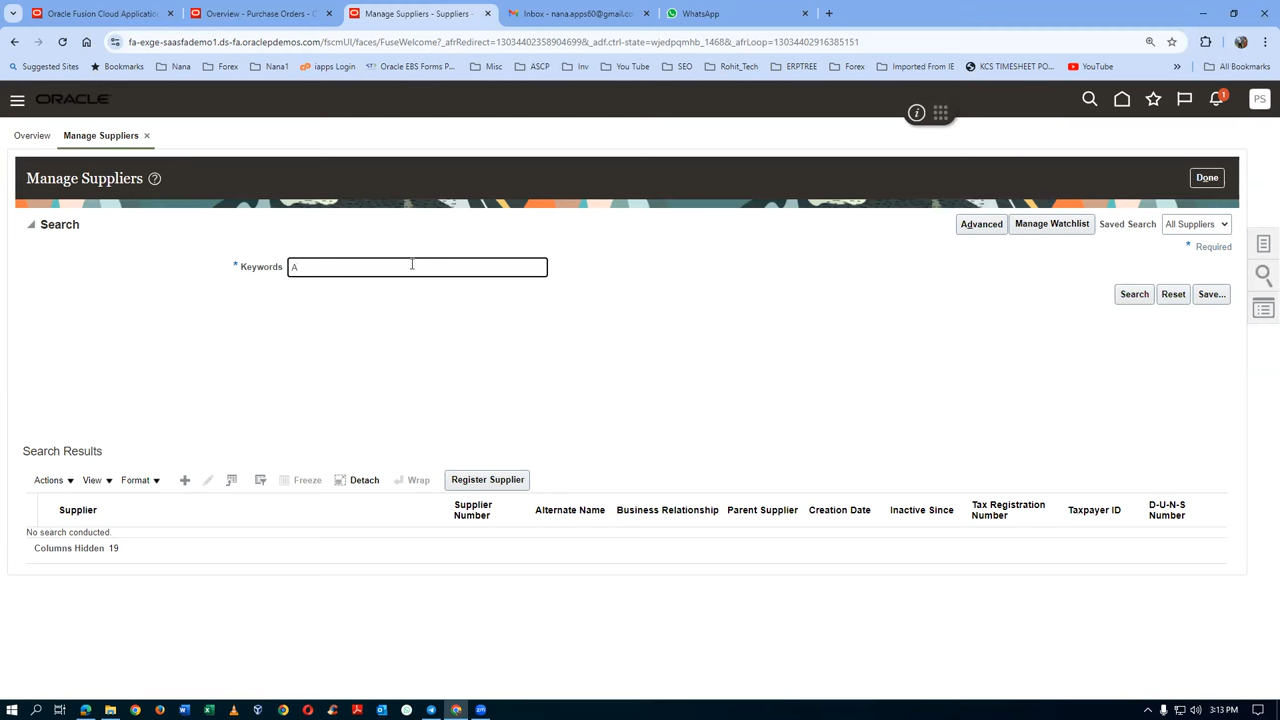 Oracle Fusion Cloud Application
Overview - Purchase Orders - C
Manage Suppliers - Suppliers -
Inbox - nana.apps60@gmail.co
WhatsApp
fa-exge-saasfademo1.ds-fa.oraclepdemos.com/fscmUI/faces/FuseWelcome?_afrRedirect=13034402358904699&_adf.ctrl-state=wjedpqmhb_1468&_afrLoop=13034402916385151
Suggested Sites
Bookmarks
Nana
Forex
Nana1
iapps Login
Oracle EBS Forms P...
Misc
ASCP
Inv
You Tube
SEO
Rohit_Tech
ERPTREE
Forex
Imported From IE
KCS TIMESHEET PO...
YouTube
All Bookmarks
ORACLE
1
PS
Overview
Manage Suppliers
Manage Suppliers
Done
Search
Advanced
Manage Watchlist
Saved Search
All Suppliers
* Required
* Keywords
A
Search
Reset
Save...
Search Results
Actions
View
Format
Freeze
Detach
Wrap
Register Supplier
Supplier
Supplier
Number
Alternate Name
Business Relationship
Parent Supplier
Creation Date
Inactive Since
Tax Registration
Number
Taxpayer ID
D-U-N-S
Number
No search conducted.
Columns Hidden 19
3:13 PM